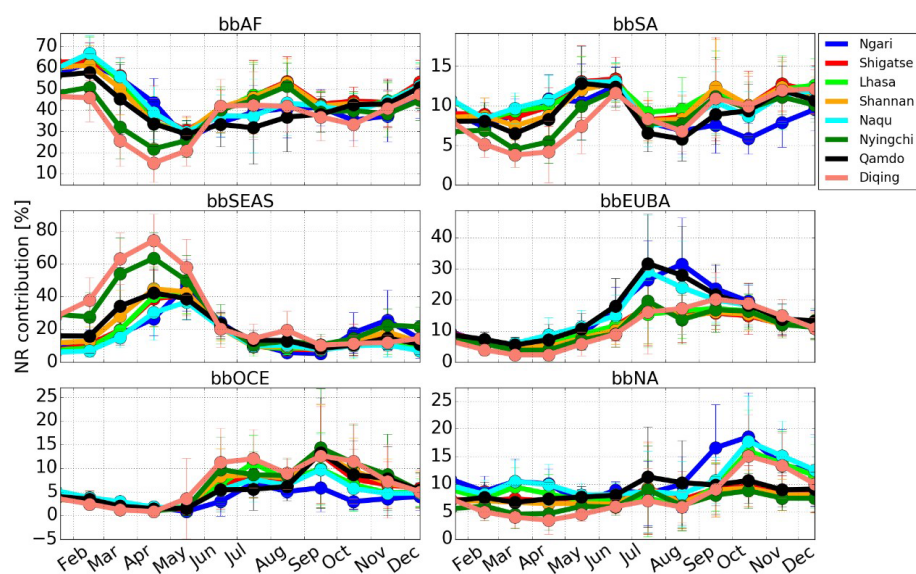 bbAF
70
60
50
40
30
20
10
bbSA
15
10
5
0
Ngari
Shigatse
Lhasa
Shannan
Naqu
Nyingchi
Qamdo
Diqing
NR contribution [%]
bbSEAS
80
60
40
20
0
bbEUBA
40
30
20
10
0
bbOCE
25
20
15
10
5
0
−5
Feb Mar Apr May Jun Jul Aug Sep Oct Nov Dec
bbNA
25
20
15
10
5
0
Feb Mar Apr May Jun Jul Aug Sep Oct Nov Dec